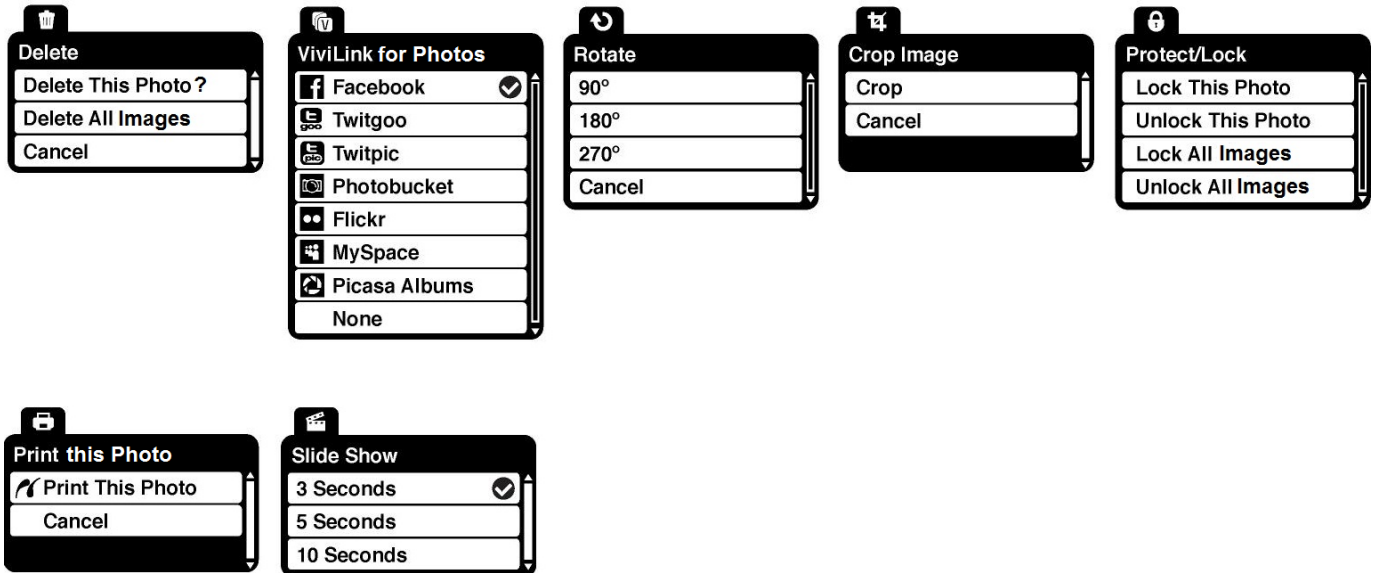 Delete
Delete This Photo?
Delete All Images
Cancel
ViviLink for Photos
Facebook
Twitgoo
Twitpic
Photobucket
Flickr
MySpace
Picasa Albums
None
Rotate
90°
180°
270°
Cancel
Crop Image
Crop
Cancel
Protect/Lock
Lock This Photo
Unlock This Photo
Lock All Images
Unlock All Images
Print this Photo
Print This Photo
Cancel
Slide Show
3 Seconds
5 Seconds
10 Seconds